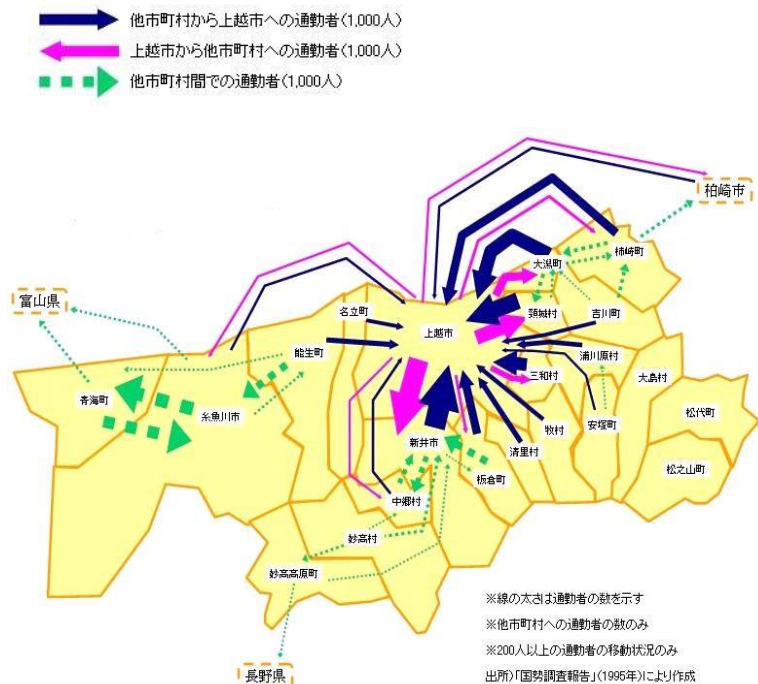 他市町村から上越市への通勤者(1,000人)
上越市から他市町村への通勤者(1,000人)
他市町村間での通勤者(1,000人)
柏崎市
柿崎町
大潟町
富山県
名立町
上越市
頸城村
吉川町
能生町
浦川原村
三和村
大島村
青海町
糸魚川市
松代町
牧村
安塚町
新井市
清里村
松之山町
板倉町
中郷村
妙高村
妙高高原町
※線の太さは通勤者の数を示す
※他市町村への通勤者の数のみ
※200人以上の通勤者の移動状況のみ
出所)「国勢調査報告」(1995年)により作成
長野県